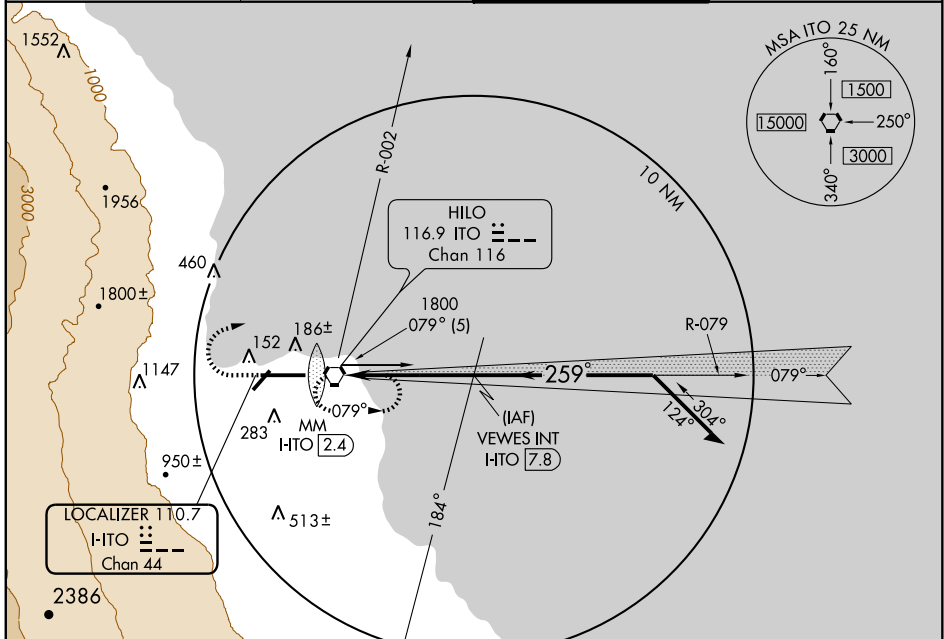 1552
1000
MSA ITO 25 NM
160°
1500
15000
250°
3000
340°
R-002
10 NM
3000
1956
HILO
116.9 ITO
Chan 116
460
1800±
1800
079° (5)
R-079
152
186±
1147
259°
079°
079°
304°
124°
283
MM
I-ITO 2.4
(IAF)
VEWES INT
I-ITO 7.8
950±
184°
513±
LOCALIZER 110.7
I-ITO
Chan 44
2386